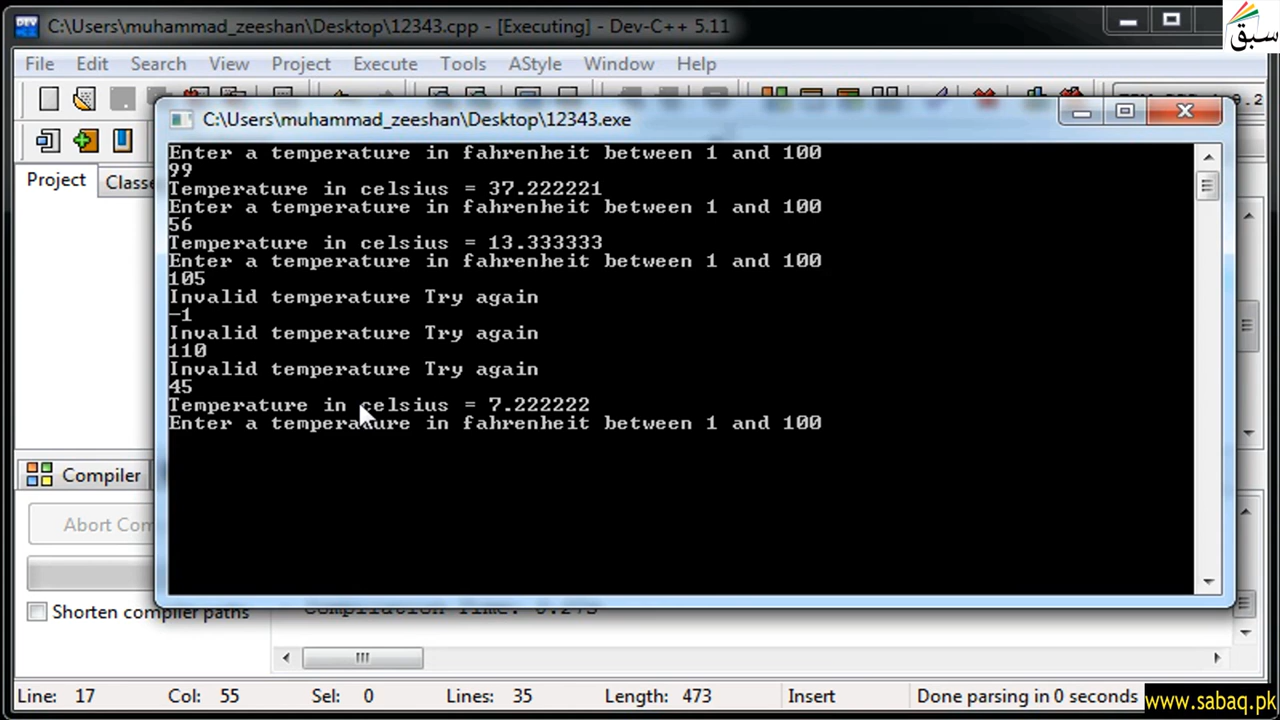 C:\Users\muhammad_zeeshan\Desktop\12343.cpp - [Executing] - Dev-C++ 5.11
سبق
File Edit Search View Project Execute Tools AStyle Window Help
C:\Users\muhammad_zeeshan\Desktop\12343.exe
Enter a temperature in fahrenheit between 1 and 100
99
Temperature in celsius = 37.222221
Enter a temperature in fahrenheit between 1 and 100
56
Temperature in celsius = 13.333333
Enter a temperature in fahrenheit between 1 and 100
105
Invalid temperature Try again
-1
Invalid temperature Try again
110
Invalid temperature Try again
45
Temperature in celsius = 7.222222
Enter a temperature in fahrenheit between 1 and 100
Project Classe
Compiler
Abort Com
Shorten compiler paths
Line: 17 Col: 55 Sel: 0 Lines: 35 Length: 473 Insert Done parsing in 0 seconds
www.sabaq.pk